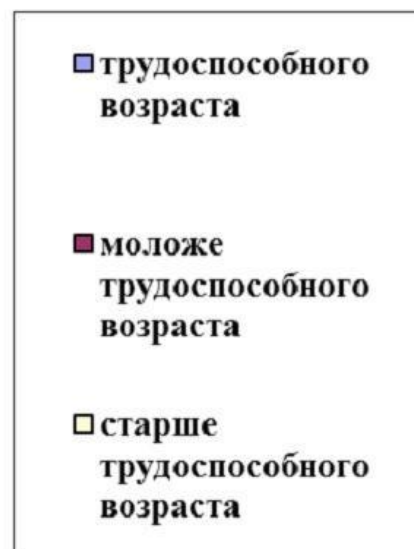 трудоспособного
возраста
моложе
трудоспособного
возраста
старше
трудоспособного
возраста